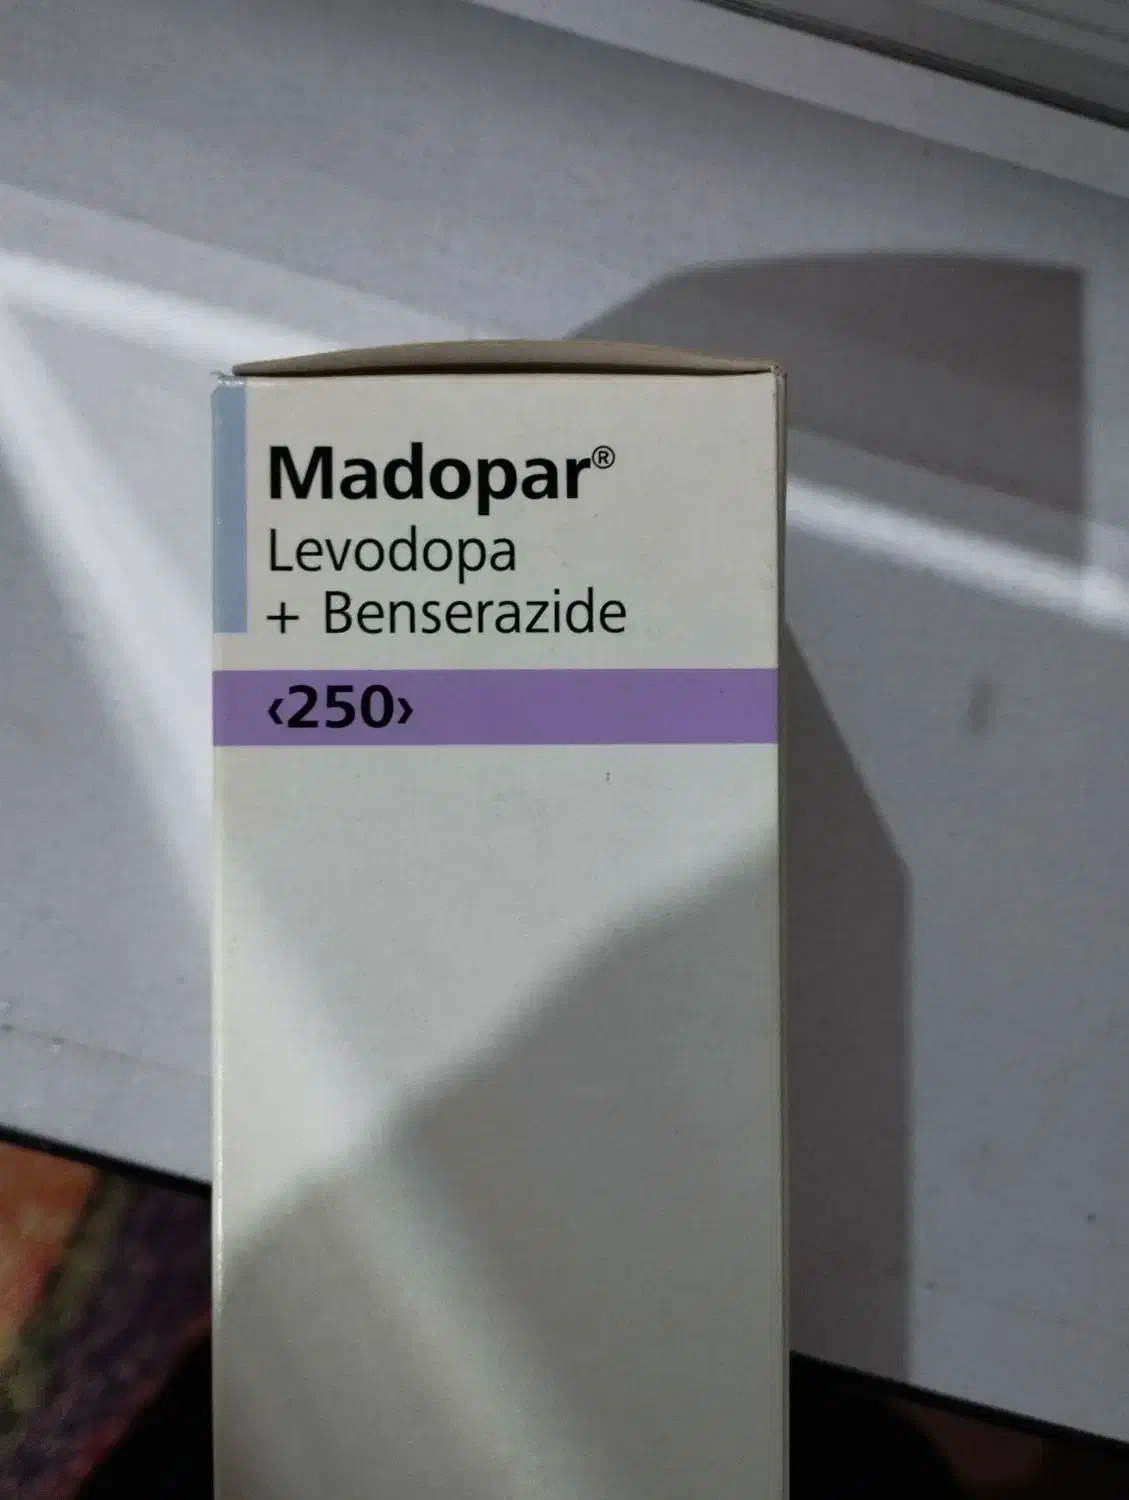 Madopar®
Levodopa
+ Benserazide
‹250›